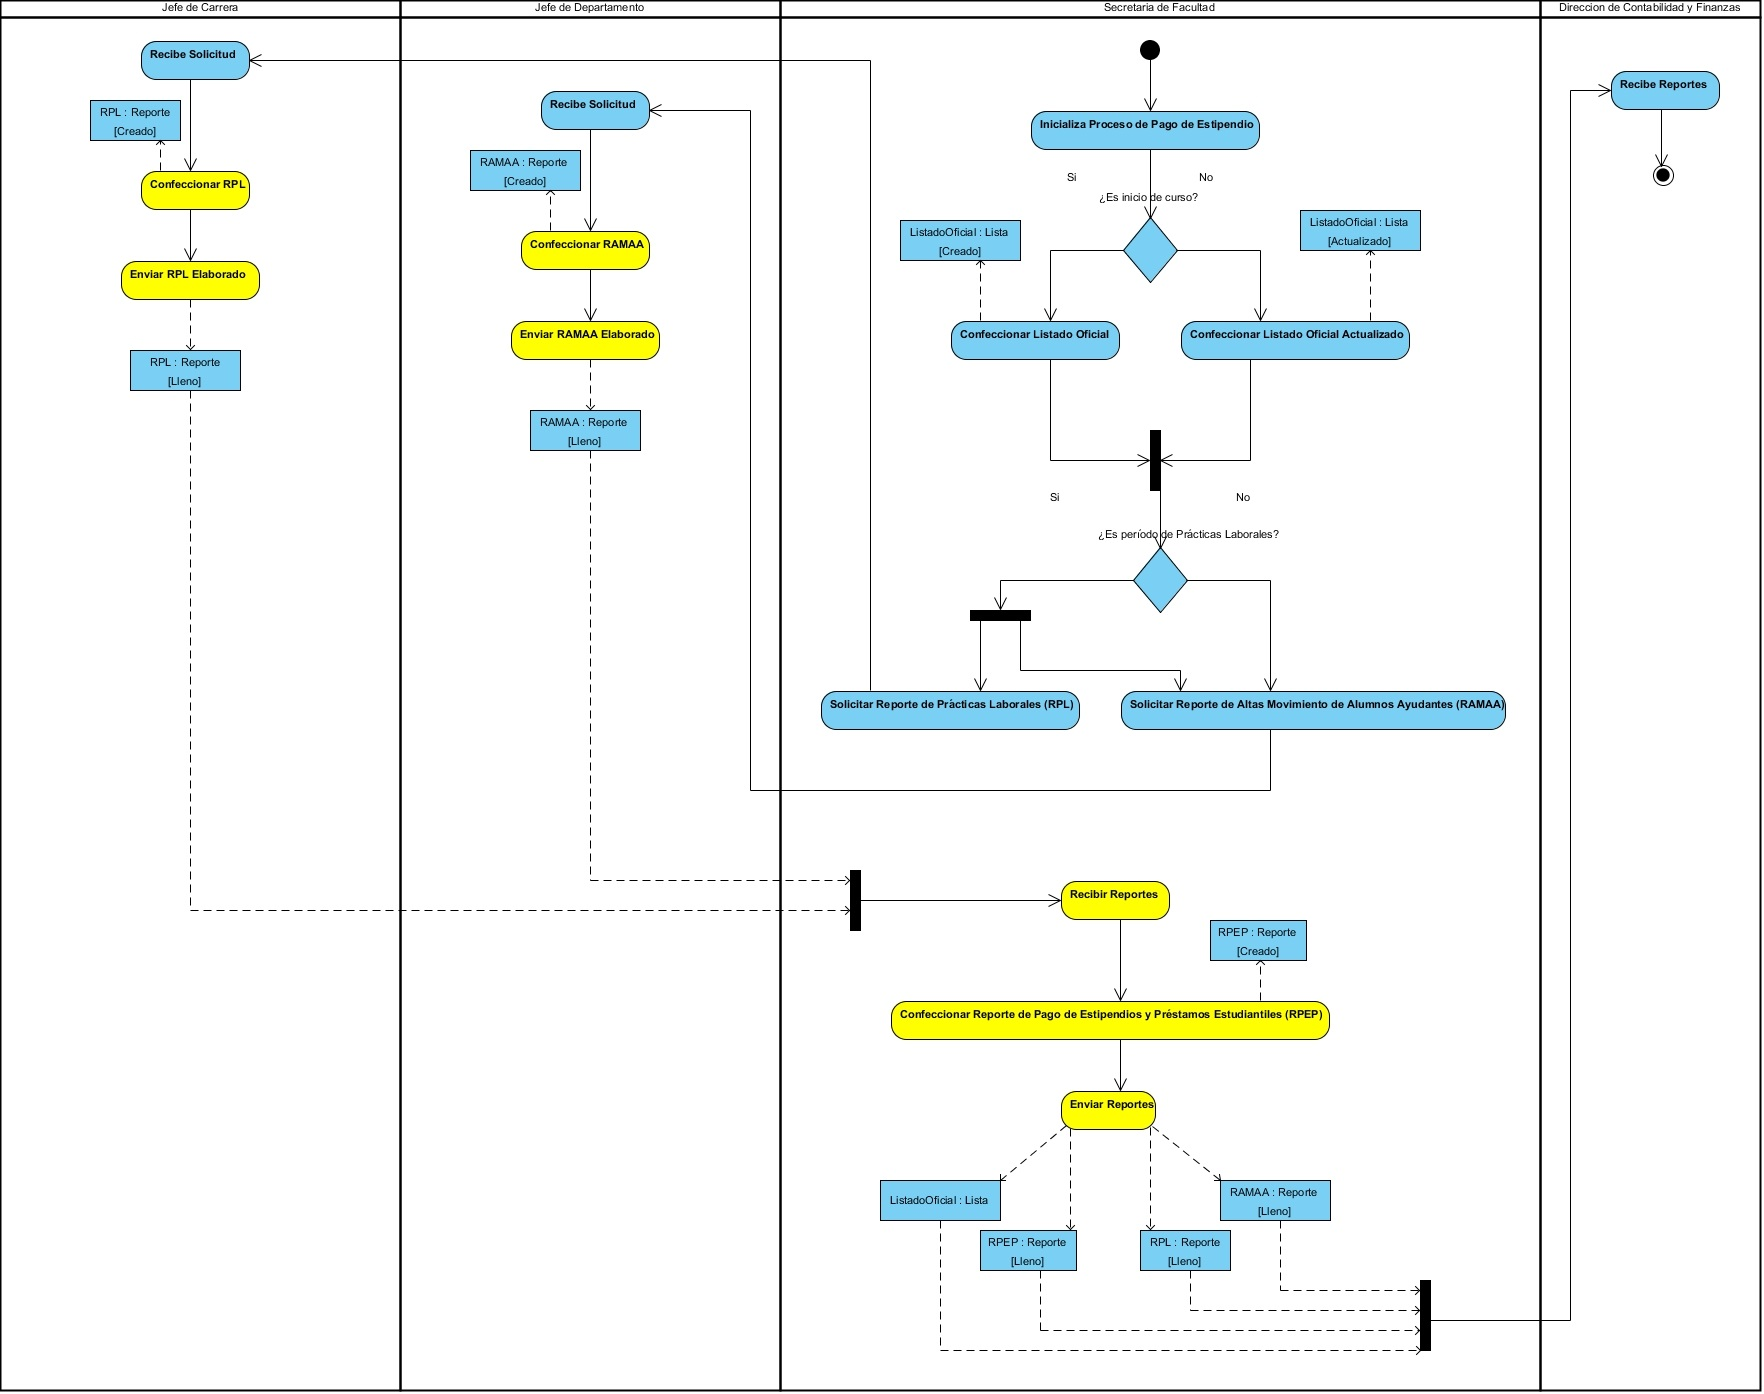 Jefe de Carrera
Jefe de Departamento
Secretaria de Facultad
Direccion de Contabilidad y Finanzas
Recibe Solicitud
RPL : Reporte
[Creado]
Confeccionar RPL
Enviar RPL Elaborado
RPL : Reporte
[Lleno]
Recibe Solicitud
RAMAA : Reporte
[Creado]
Confeccionar RAMAA
Enviar RAMAA Elaborado
RAMAA : Reporte
[Lleno]
Inicializa Proceso de Pago de Estipendio
Si
No
¿Es inicio de curso?
ListadoOficial : Lista
[Creado]
ListadoOficial : Lista
[Actualizado]
Confeccionar Listado Oficial
Confeccionar Listado Oficial Actualizado
Si
No
¿Es período de Prácticas Laborales?
Solicitar Reporte de Prácticas Laborales (RPL)
Solicitar Reporte de Altas Movimiento de Alumnos Ayudantes (RAMAA)
Recibir Reportes
RPEP : Reporte
[Creado]
Confeccionar Reporte de Pago de Estipendios y Préstamos Estudiantiles (RPEP)
Enviar Reportes
ListadoOficial : Lista
RPEP : Reporte
[Lleno]
RPL : Reporte
[Lleno]
RAMAA : Reporte
[Lleno]
Recibe Reportes